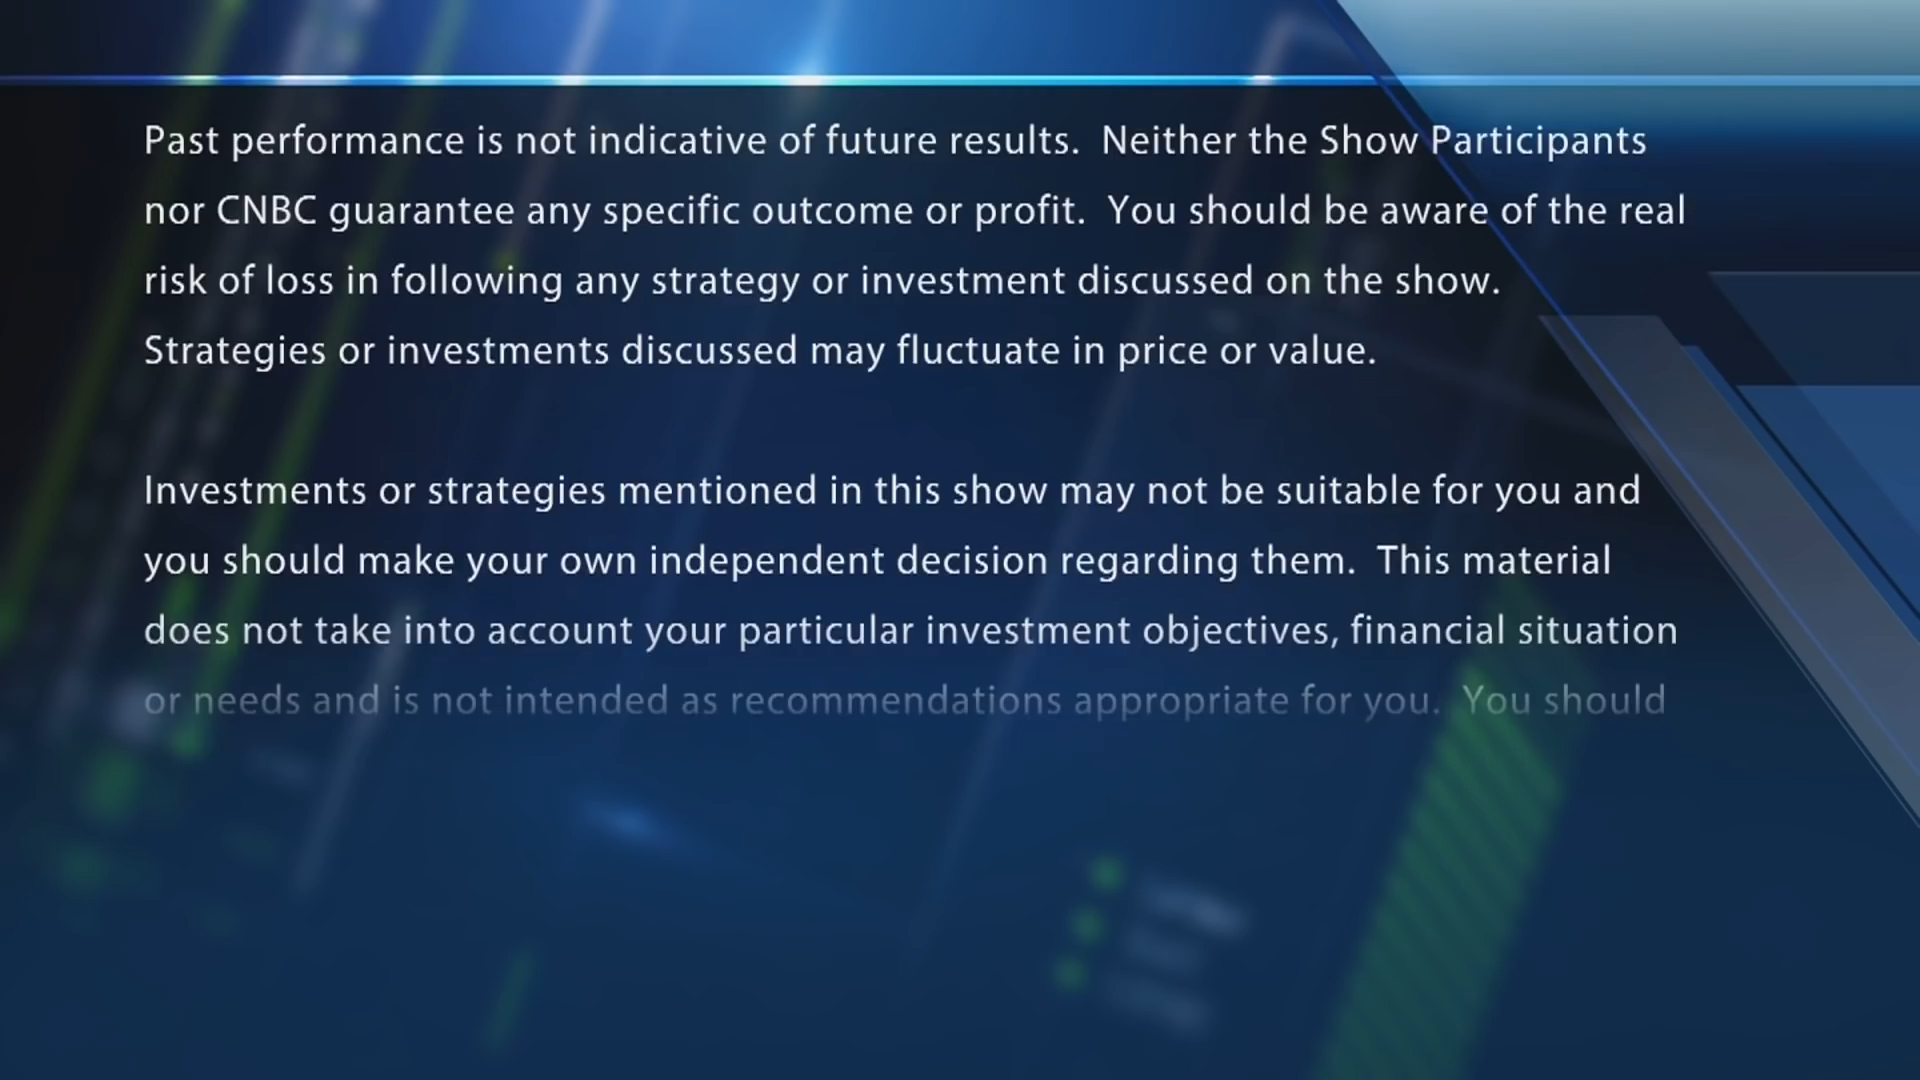 Past performance is not indicative of future results.  Neither the Show Participants
nor CNBC guarantee any specific outcome or profit.  You should be aware of the real
risk of loss in following any strategy or investment discussed on the show.
Strategies or investments discussed may fluctuate in price or value.
Investments or strategies mentioned in this show may not be suitable for you and
you should make your own independent decision regarding them.  This material
does not take into account your particular investment objectives, financial situation
or needs and is not intended as recommendations appropriate for you.  You should